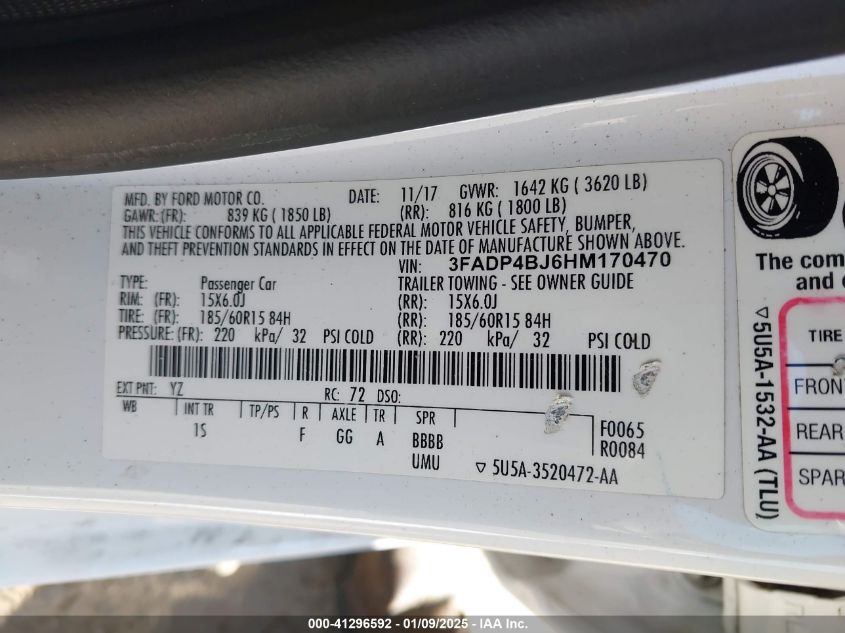 MFD. BY FORD MOTOR CO. DATE: 11/17 GVWR: 1642 KG ( 3620 LB)
GAWR: (FR): 839 KG ( 1850 LB) (RR): 816 KG ( 1800 LB)
THIS VEHICLE CONFORMS TO ALL APPLICABLE FEDERAL MOTOR VEHICLE SAFETY, BUMPER,
AND THEFT PREVENTION STANDARDS IN EFFECT ON THE DATE OF MANUFACTURE SHOWN ABOVE.
VIN: 3FADP4BJ6HM170470
TYPE: Passenger Car TRAILER TOWING - SEE OWNER GUIDE
RIM: (FR): 15X6.0J (RR): 15X6.0J
TIRE: (FR): 185/60R15 84H (RR): 185/60R15 84H
PRESSURE: (FR): 220 kPa/ 32 PSI COLD (RR): 220 kPa/ 32 PSI COLD
EXT PNT: YZ RC: 72 DSO:
WB INT TR TP/PS R AXLE TR SPR
1S F GG A BBBB
UMU
F0065
R0084
▽ 5U5A-3520472-AA
The com
and
▽ 5U5A-1532-AA (TLU)
TIRE
FRON
REAR
SPAR
000-41296592 - 01/09/2025 - IAA Inc.